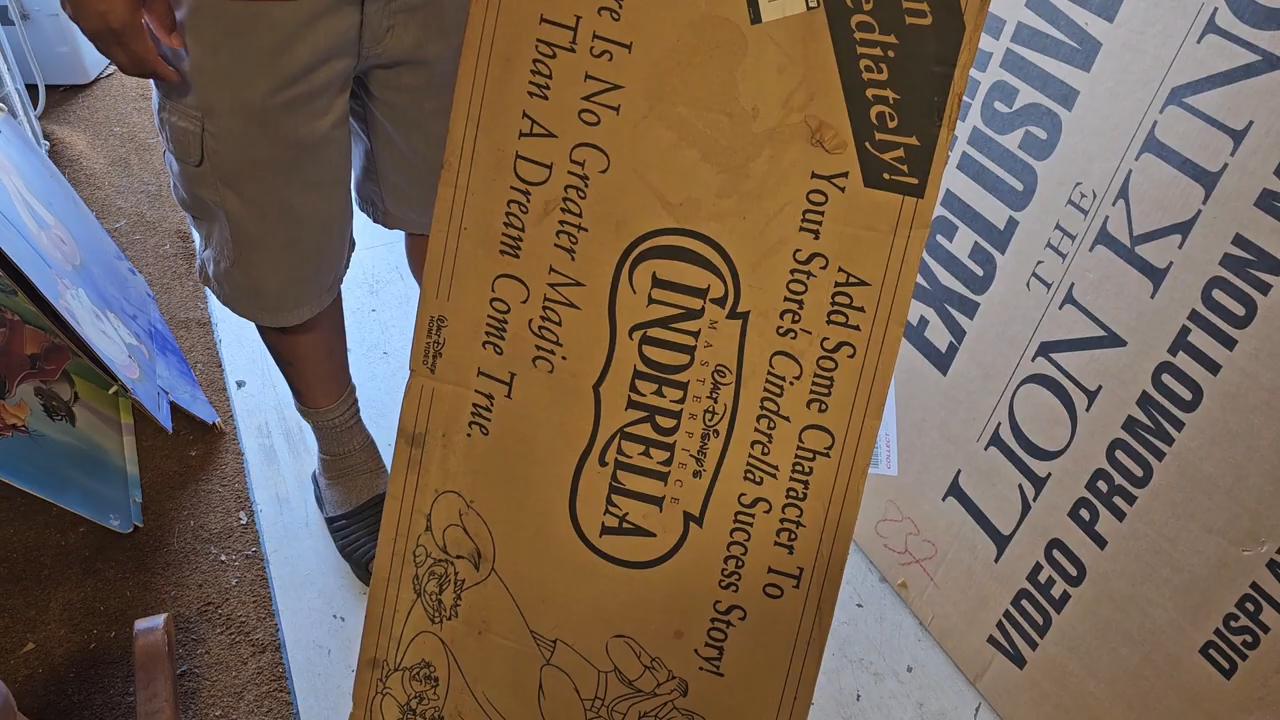 n
ediately!
Add Some Character To
Your Store's Cinderella Success Story!
Walt Disney's
MASTERPIECE
CINDERELLA
re Is No Greater Magic
Than A Dream Come True.
Walt Disney
HOME VIDEO
EXCLUSIVE
THE
LION KING
VIDEO PROMOTION
DISPLA
COLLECT